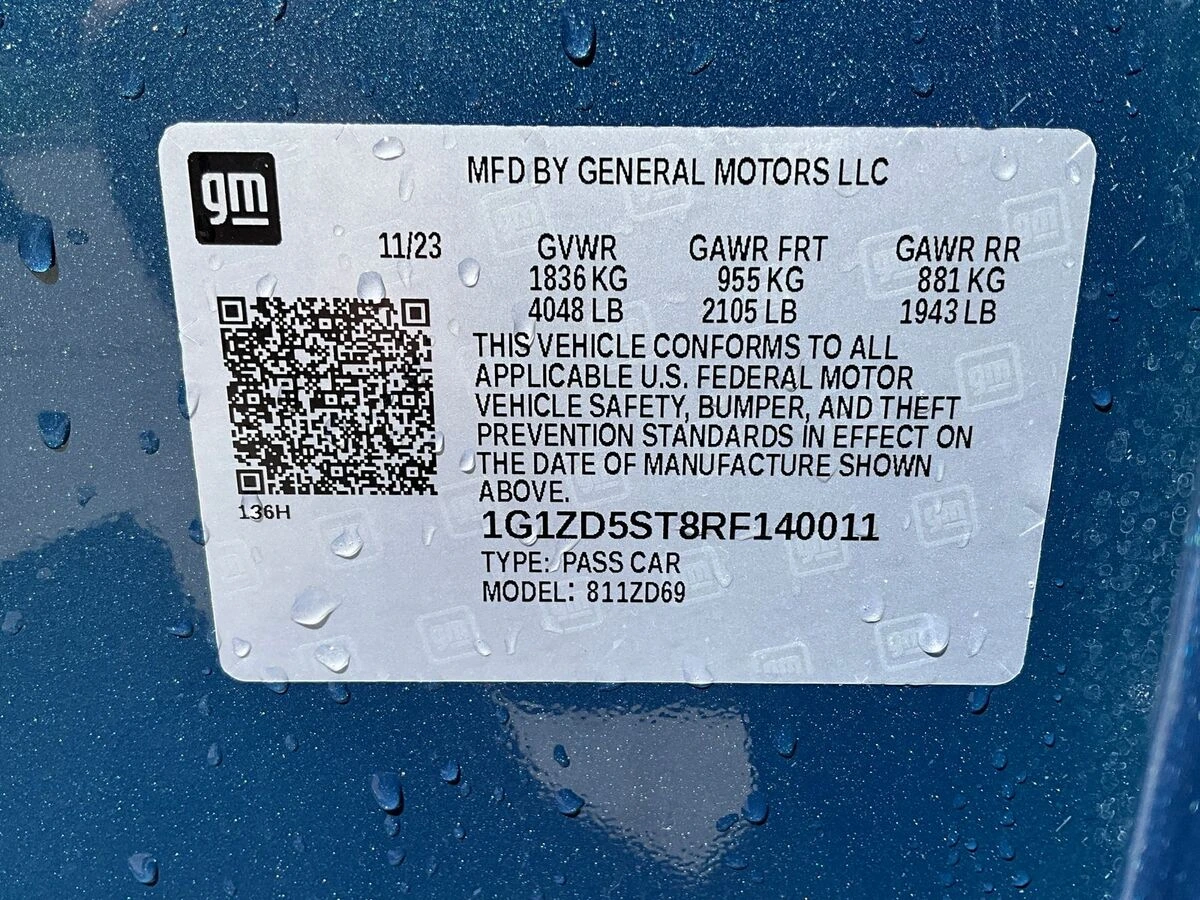 gm
MFD BY GENERAL MOTORS LLC
11/23 GVWR GAWR FRT GAWR RR
1836 KG 955 KG 881 KG
4048 LB 2105 LB 1943 LB
THIS VEHICLE CONFORMS TO ALL
APPLICABLE U.S. FEDERAL MOTOR
VEHICLE SAFETY, BUMPER, AND THEFT
PREVENTION STANDARDS IN EFFECT ON
THE DATE OF MANUFACTURE SHOWN
ABOVE.
136H
1G1ZD5ST8RF140011
TYPE: PASS CAR
MODEL: 811ZD69